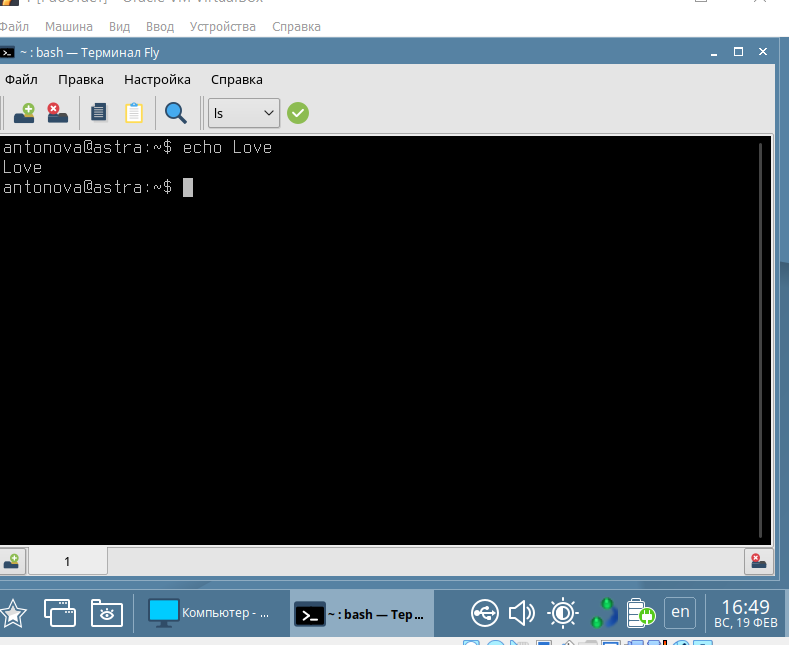 Файл Машина Вид Ввод Устройства Справка
~ : bash — Терминал Fly
Файл Правка Настройка Справка
ls
antonova@astra:~$ echo Love
Love
antonova@astra:~$
1
Компьютер - ...
~ : bash — Тер...
en
16:49
ВС, 19 ФЕВ